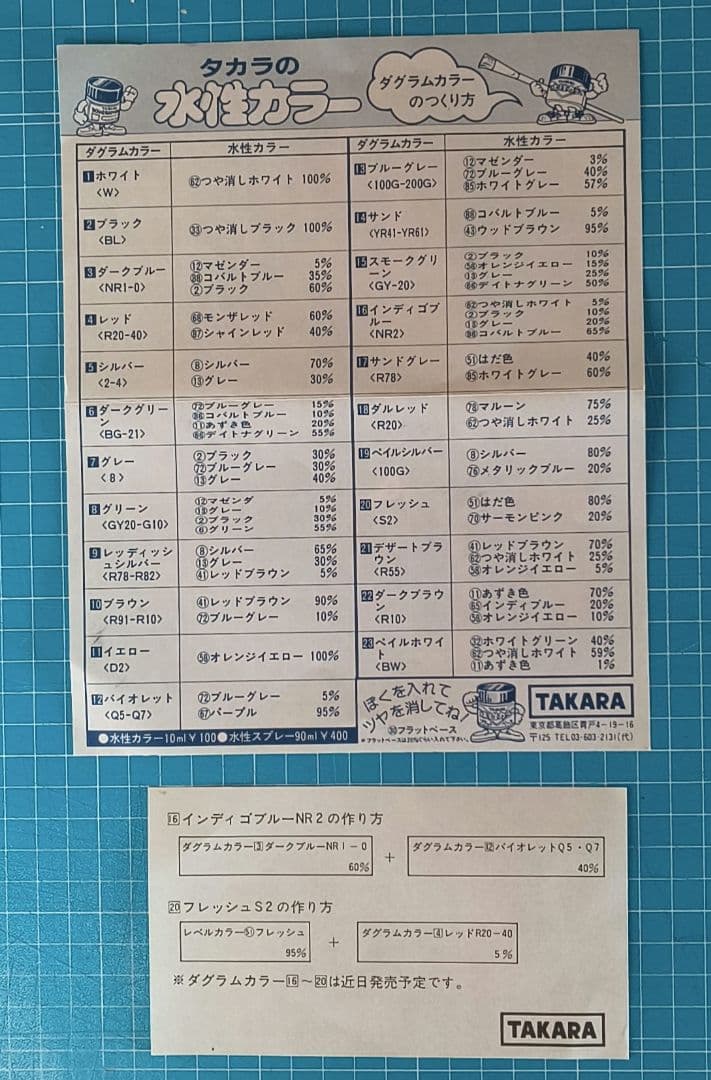 タカラの
水性カラー
ダグラムカラー
のつくり方
ダグラムカラー 水性カラー
1 ホワイト
<W>
62つや消しホワイト 100%
2 ブラック
<BL>
33つや消しブラック 100%
3 ダークブルー
<NR1-0>
12マゼンダー 5%
88コバルトブルー 35%
2ブラック 60%
4 レッド
<R20-40>
68モンザレッド 60%
87シャインレッド 40%
5 シルバー
<2-4>
8シルバー 70%
13グレー 30%
6 ダークグリー
ン
<BG-21>
72ブルーグレー 15%
コバルトブルー 10%
11あずき色 20%
デイトナグリーン 55%
7 グレー
<8>
2ブラック 30%
72ブルーグレー 30%
13グレー 40%
8 グリーン
<GY20-G10>
12マゼンダ 5%
13グレー 10%
2ブラック 30%
6グリーン 55%
9 レッディッシ
ュシルバー
<R78-R82>
8シルバー 65%
13グレー 30%
41レッドブラウン 5%
10 ブラウン
<R91-R10>
41レッドブラウン 90%
72ブルーグレー 10%
11 イエロー
<D2>
58オレンジイエロー 100%
12 バイオレット
<Q5-Q7>
72ブルーグレー 5%
67パープル 95%
●水性カラー10ml¥100●水性スプレー90ml¥400
ダグラムカラー 水性カラー
13 ブルーグレー
<100G-200G>
12マゼンダー 3%
72ブルーグレー 40%
85ホワイトグレー 57%
14 サンド
<YR41-YR61>
88コバルトブルー 5%
43ウッドブラウン 95%
15 スモークグリ
ーン
<GY-20>
2ブラック 10%
58オレンジイエロー 15%
13グレー 25%
デイトナグリーン 50%
16 インディゴブ
ルー
<NR2>
62つや消しホワイト 5%
2ブラック 10%
13グレー 20%
コバルトブルー 65%
17 サンドグレー
<R78>
51はだ色 40%
85ホワイトグレー 60%
18 ダルレッド
<R20>
78マルーン 75%
62つや消しホワイト 25%
19 ペイルシルバー
<100G>
8シルバー 80%
76メタリックブルー 20%
20 フレッシュ
<S2>
51はだ色 80%
70サーモンピンク 20%
21 デザートブラ
ウン
<R55>
41レッドブラウン 70%
62つや消しホワイト 25%
58オレンジイエロー 5%
22 ダークブラウ
ン
<R10>
11あずき色 70%
65インディブルー 20%
58オレンジイエロー 10%
23 ペイルホワイ
ト
<BW>
32ホワイトグリーン 40%
62つや消しホワイト 59%
11あずき色 1%
ぼくを入れて
ツヤを消してね
30フラットベース
*フラットベースは20%ぐらい入れて下さい。
TAKARA
東京都葛飾区青戸4-19-16
〒125 TEL03-603-2131(代)
16インディゴブルーNR2の作り方
ダグラムカラー3ダークブルーNR1-0
60%
+
ダグラムカラー12バイオレットQ5・Q7
40%
20フレッシュS2の作り方
レベルカラー51フレッシュ
95%
+
ダグラムカラー4レッドR20-40
5%
※ダグラムカラー16〜20は近日発売予定です。
TAKARA